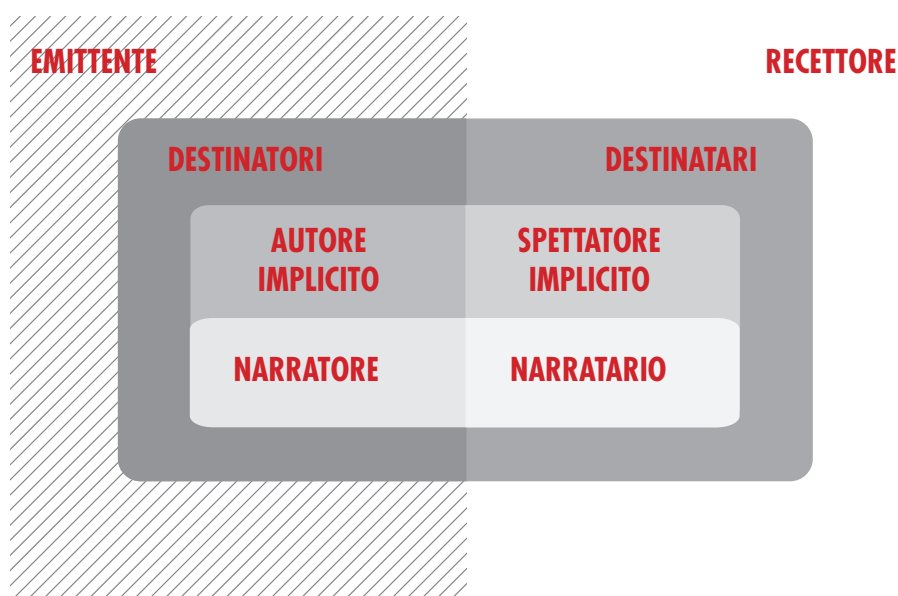 EMITTENTE
RECETTORE
DESTINATORI
DESTINATARI
AUTORE
IMPLICITO
SPETTATORE
IMPLICITO
NARRATORE
NARRATARIO